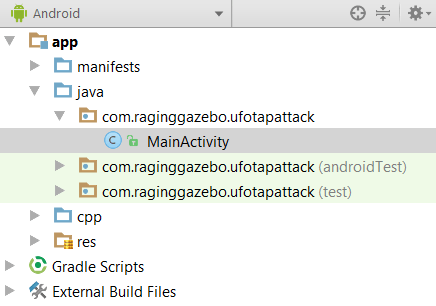 Android
app
manifests
java
com.raginggazebo.ufotapattack
MainActivity
com.raginggazebo.ufotapattack (androidTest)
com.raginggazebo.ufotapattack (test)
cpp
res
Gradle Scripts
External Build Files